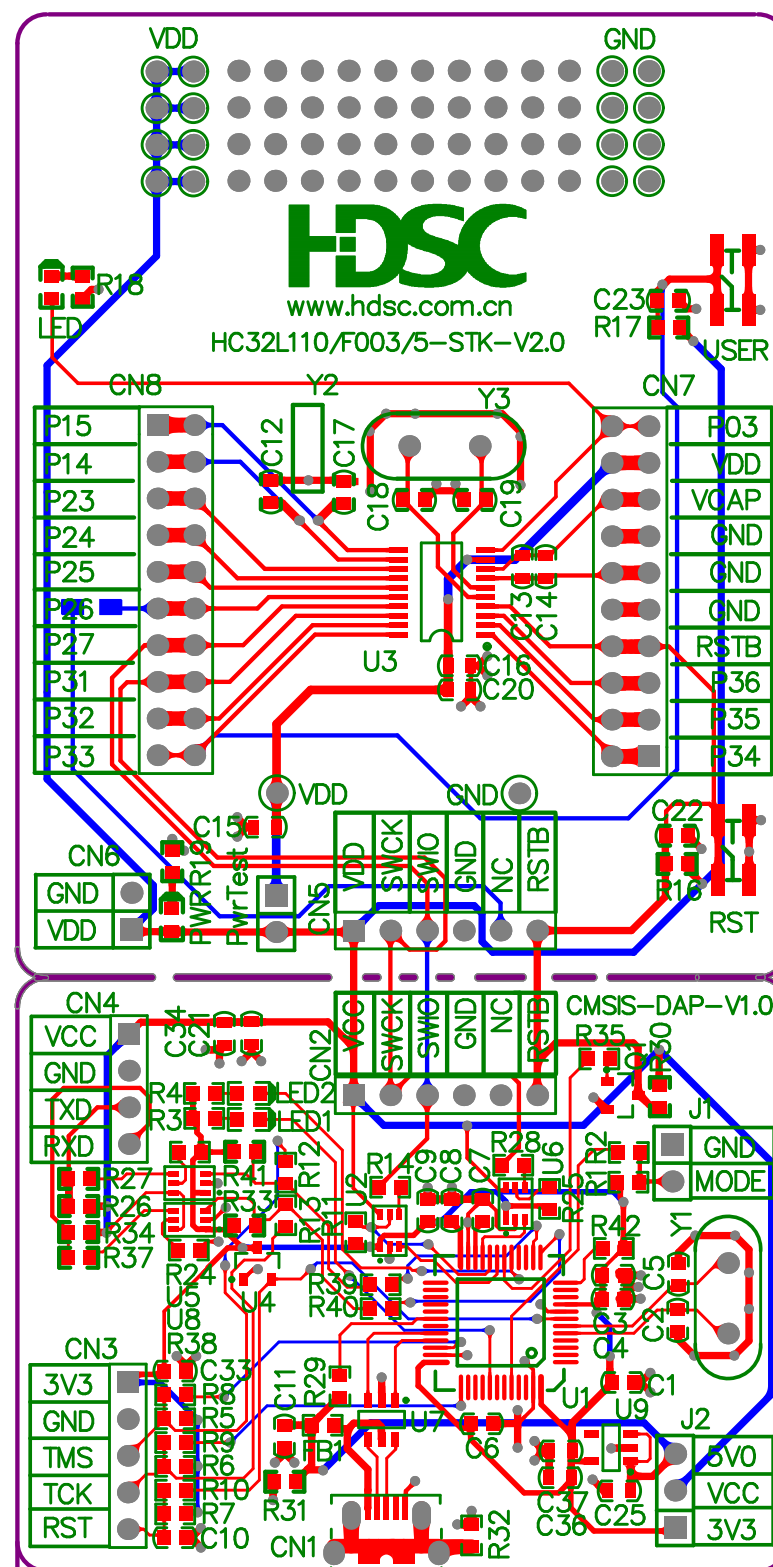 VDD GND
HDSC
www.hdsc.com.cn
HC32L110/F003/5-STK-V2.0
R18
LED
C23
R17
USER
CN8 Y2 Y3 CN7
P15
P14
P23
P24
P25
P26
P27
P31
P32
P33
C12 C17
C18 C19
C13 C14
U3
C16
C20
P03
VDD
VCAP
GND
GND
GND
RSTB
P36
P35
P34
VDD GND
C15
C22
R16
RST
CN6
GND
VDD
R19
PWR
PwrTest
CN5
VDD
SWCK
SWIO
GND
NC
RSTB
CMSIS-DAP-V1.0
CN4
VCC
GND
TXD
RXD
C34 C21
CN2
VCC
SWCK
SWIO
GND
NC
RSTB
R35
R30
R4 LED2
R3 LED1
J1
GND
MODE
R27
R26
R34
R37
R41
R33
R24
R12
R13
R11
U2
R14
C9
C8
R28
U6
R42
Y1
C5
C2
U5
U8
R38
U4
R39
R40
C3
C4
CN3
3V3
GND
TMS
TCK
RST
C33
R8
R5
R9
R6
R10
R7
C10
C11
R29
FB1
R31
U7
C6
U1
C1
U9
J2
5V0
VCC
3V3
C37
C36
C25
CN1
R32